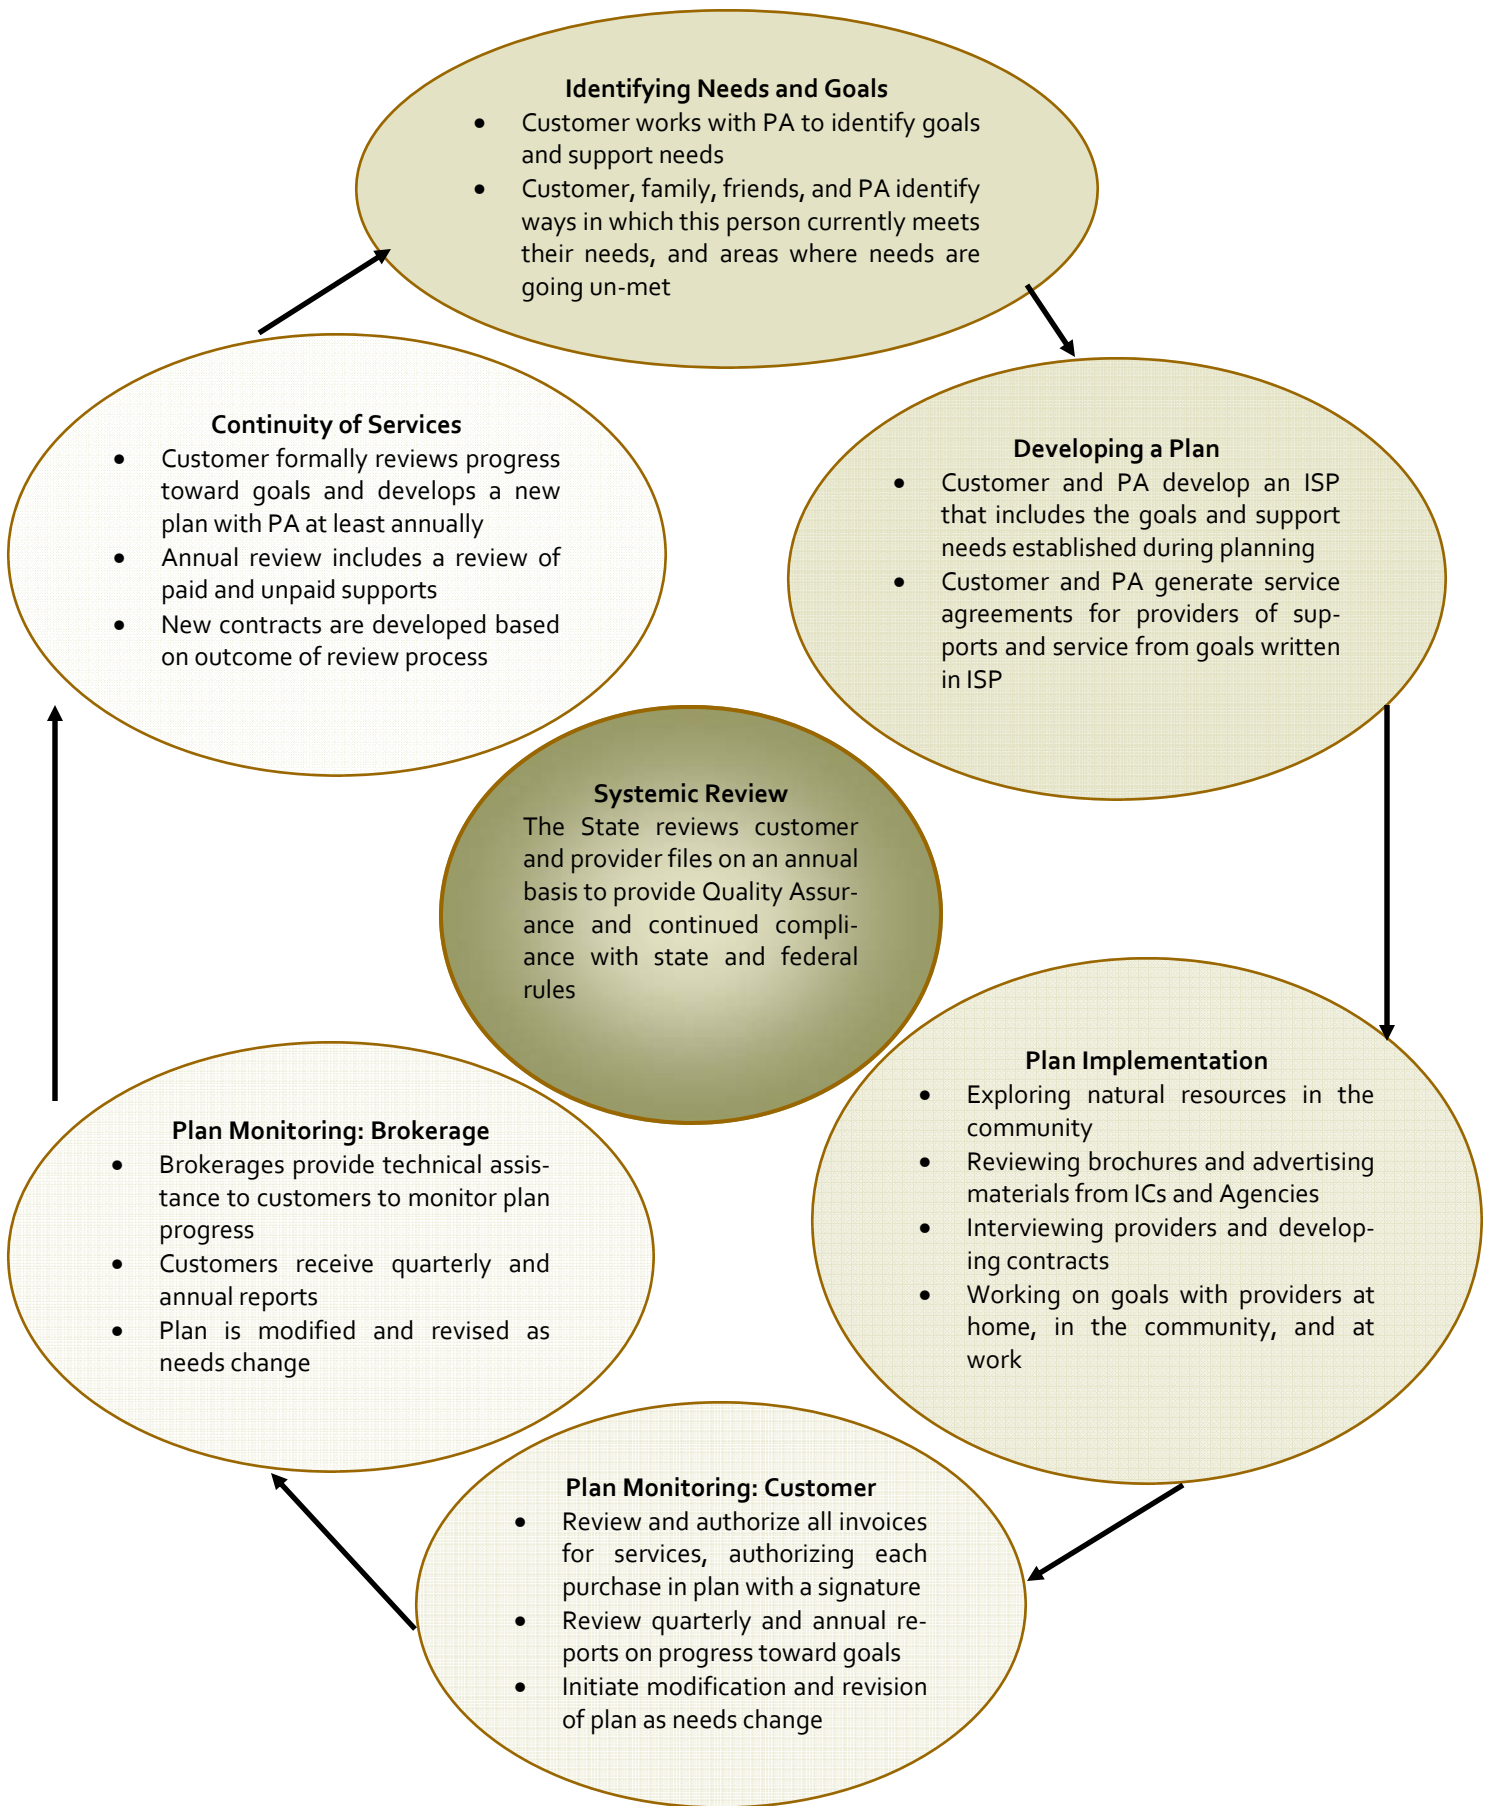 Identifying Needs and Goals
• Customer works with PA to identify goals
and support needs
• Customer, family, friends, and PA identify
ways in which this person currently meets
their needs, and areas where needs are
going un-met
Developing a Plan
• Customer and PA develop an ISP
that includes the goals and support
needs established during planning
• Customer and PA generate service
agreements for providers of sup-
ports and service from goals written
in ISP
Plan Implementation
• Exploring natural resources in the
community
• Reviewing brochures and advertising
materials from ICs and Agencies
• Interviewing providers and develop-
ing contracts
• Working on goals with providers at
home, in the community, and at
work
Plan Monitoring: Customer
• Review and authorize all invoices
for services, authorizing each
purchase in plan with a signature
• Review quarterly and annual re-
ports on progress toward goals
• Initiate modification and revision
of plan as needs change
Plan Monitoring: Brokerage
• Brokerages provide technical assis-
tance to customers to monitor plan
progress
• Customers receive quarterly and
annual reports
• Plan is modified and revised as
needs change
Continuity of Services
• Customer formally reviews progress
toward goals and develops a new
plan with PA at least annually
• Annual review includes a review of
paid and unpaid supports
• New contracts are developed based
on outcome of review process
Systemic Review
The State reviews customer
and provider files on an annual
basis to provide Quality Assur-
ance and continued compli-
ance with state and federal
rules